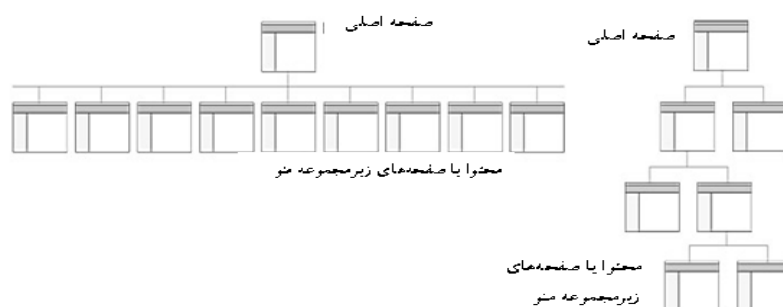 صفحه اصلی
محتوا یا صفحه‌های زیرمجموعه منو
صفحه اصلی
محتوا یا صفحه‌های
زیرمجموعه منو